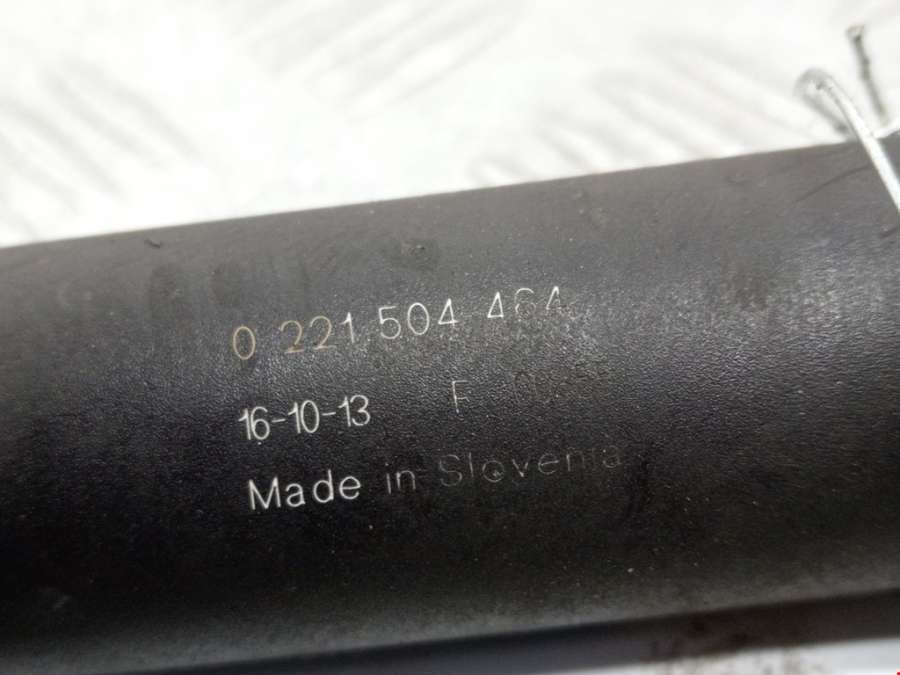 0 221 504 464
16-10-13 F
Made in Slovenia